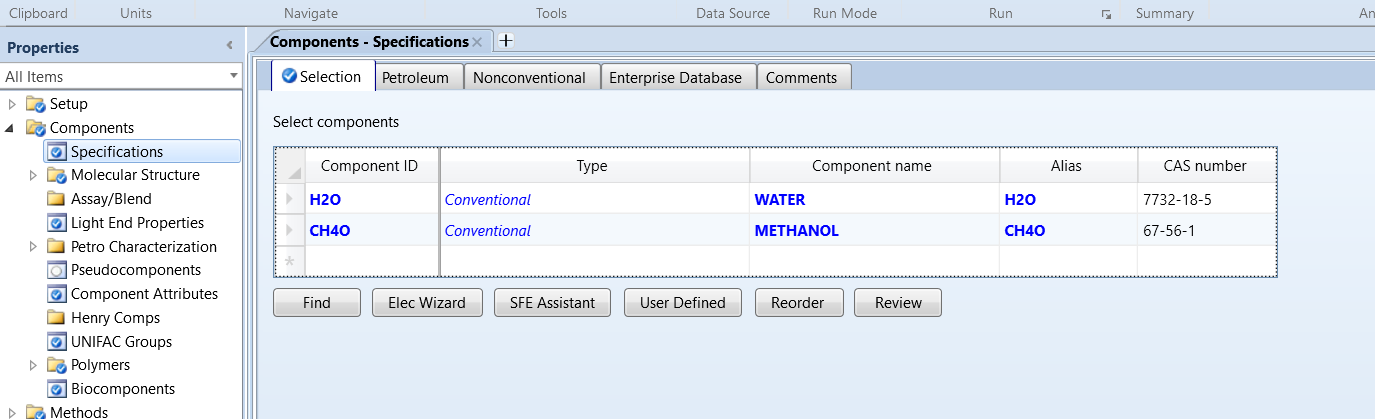 Clipboard Units Navigate Tools Data Source Run Mode Run Summary
Properties
All Items
Setup
Components
Specifications
Molecular Structure
Assay/Blend
Light End Properties
Petro Characterization
Pseudocomponents
Component Attributes
Henry Comps
UNIFAC Groups
Polymers
Biocomponents
Methods
Components - Specifications
Selection Petroleum Nonconventional Enterprise Database Comments
Select components
Component ID Type Component name Alias CAS number
H2O Conventional WATER H2O 7732-18-5
CH4O Conventional METHANOL CH4O 67-56-1
Find Elec Wizard SFE Assistant User Defined Reorder Review